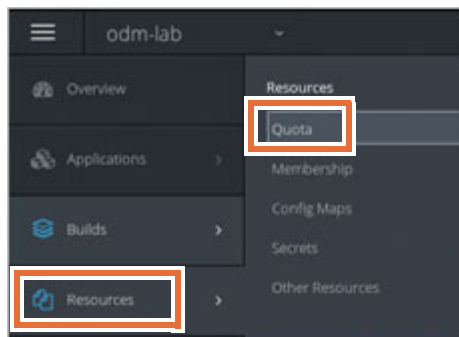 odm-lab
Overview
Applications
Builds
Resources
Resources
Quota
Membership
Config Maps
Secrets
Other Resources